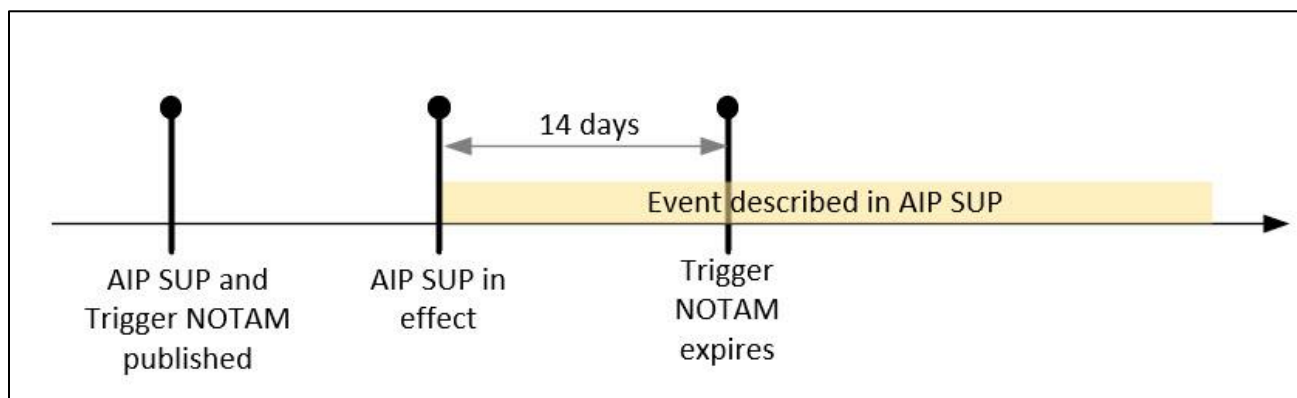 14 days
Event described in AIP SUP
AIP SUP and
Trigger NOTAM
published
AIP SUP in
effect
Trigger
NOTAM
expires